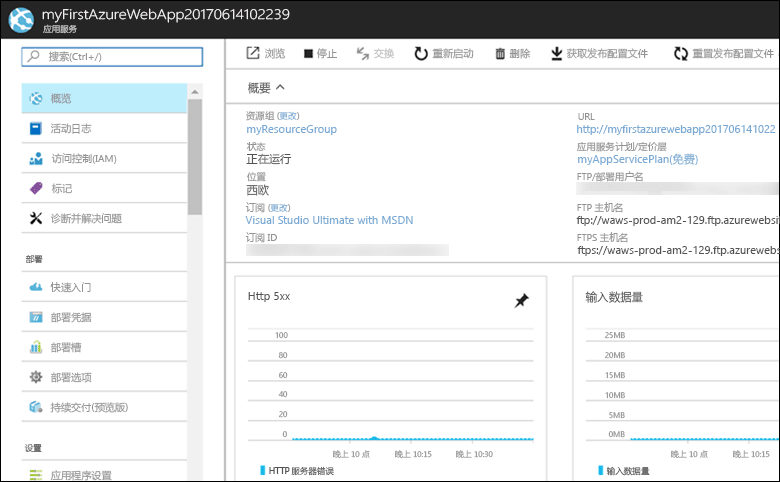 myFirstAzureWebApp20170614102239
应用服务
搜索(Ctrl+/)
概览
活动日志
访问控制(IAM)
标记
诊断并解决问题
部署
快速入门
部署凭据
部署槽
部署选项
持续交付(预览版)
设置
应用程序设置
浏览 停止 交换 重新启动 删除 获取发布配置文件 重置发布配置文件
概要
资源组 (更改)
myResourceGroup
状态
正在运行
位置
西欧
订阅 (更改)
Visual Studio Ultimate with MSDN
订阅 ID
URL
http://myfirstazurewebapp201706141022
应用服务计划/定价层
myAppServicePlan(免费)
FTP/部署用户名
FTP 主机名
ftp://waws-prod-am2-129.ftp.azurewebsi
FTPS 主机名
ftps://waws-prod-am2-129.ftp.azurewebs
Http 5xx
100
80
60
40
20
0
晚上 10 点 晚上 10:15 晚上 10:30
HTTP 服务器错误
输入数据量
25MB
20MB
15MB
10MB
5MB
0MB
晚上 10 点 晚上 10:15
输入数据量